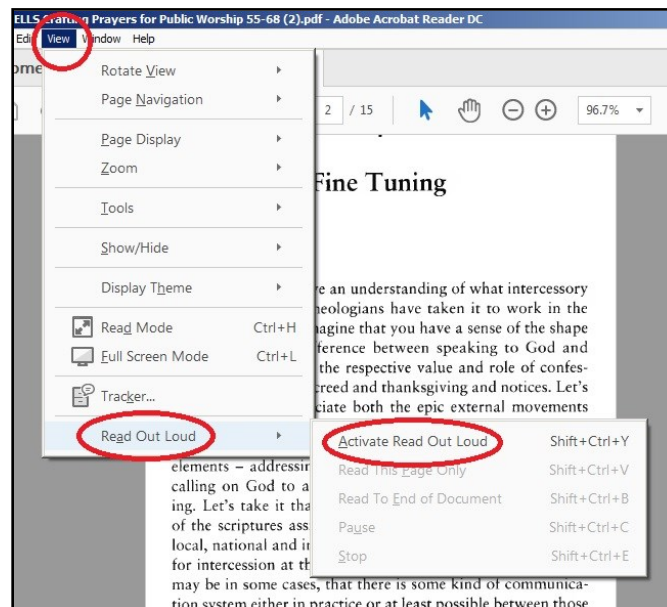 ELLS Crafting Prayers for Public Worship 55-68 (2).pdf - Adobe Acrobat Reader DC
View Window Help
Rotate View
Page Navigation
2 / 15
96.7%
Page Display
Zoom
Fine Tuning
Tools
Show/Hide
Display Theme
an understanding of what intercessory
eologians have taken it to work in the
agine that you have a sense of the shape
Read Mode Ctrl+H
ference between speaking to God and
Full Screen Mode Ctrl+L
the respective value and role of confes-
creed and thanksgiving and notices. Let's
Tracker...
ciate both the epic external movements
Read Out Loud
Activate Read Out Loud Shift+Ctrl+Y
Read This Page Only Shift+Ctrl+V
Read To End of Document Shift+Ctrl+B
Pause Shift+Ctrl+C
Stop Shift+Ctrl+E
elements – addressin
calling on God to a
ing. Let's take it tha
of the scriptures ass
local, national and in
for intercession at th
may be in some cases, that there is some kind of communica-
tion system either in practice or at least possible between those